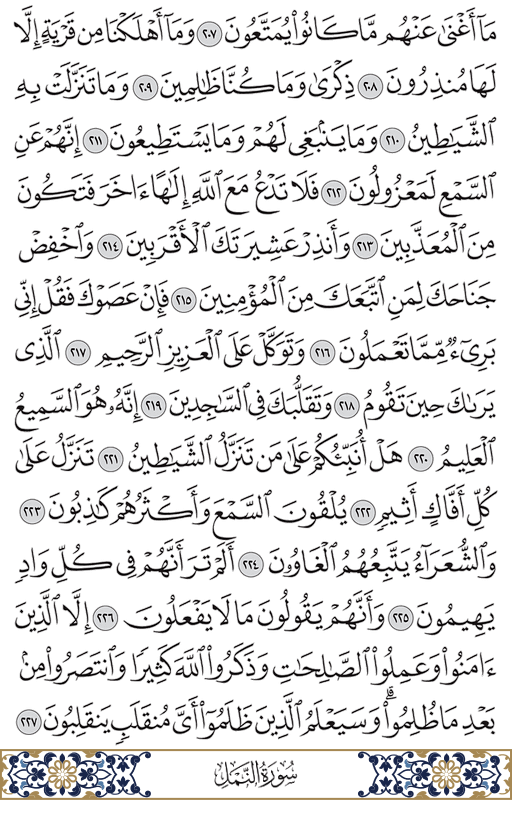 مَآ أَغْنَىٰ عَنْهُم مَّا كَانُوا۟ يُمَتَّعُونَ ٢٠٧ وَمَآ أَهْلَكْنَا مِن قَرْيَةٍ إِلَّا
لَهَا مُنذِرُونَ ٢٠٨ ذِكْرَىٰ وَمَا كُنَّا ظَـٰلِمِينَ ٢٠٩ وَمَا تَنَزَّلَتْ بِهِ
ٱلشَّيَـٰطِينُ ٢١٠ وَمَا يَنۢبَغِى لَهُمْ وَمَا يَسْتَطِيعُونَ ٢١١ إِنَّهُمْ عَنِ
ٱلسَّمْعِ لَمَعْزُولُونَ ٢١٢ فَلَا تَدْعُ مَعَ ٱللَّهِ إِلَـٰهًا ءَاخَرَ فَتَكُونَ
مِنَ ٱلْمُعَذَّبِينَ ٢١٣ وَأَنذِرْ عَشِيرَتَكَ ٱلْأَقْرَبِينَ ٢١٤ وَٱخْفِضْ
جَنَاحَكَ لِمَنِ ٱتَّبَعَكَ مِنَ ٱلْمُؤْمِنِينَ ٢١٥ فَإِنْ عَصَوْكَ فَقُلْ إِنِّى
بَرِىٓءٌ مِّمَّا تَعْمَلُونَ ٢١٦ وَتَوَكَّلْ عَلَى ٱلْعَزِيزِ ٱلرَّحِيمِ ٢١٧ ٱلَّذِى
يَرَىٰكَ حِينَ تَقُومُ ٢١٨ وَتَقَلُّبَكَ فِى ٱلسَّـٰجِدِينَ ٢١٩ إِنَّهُۥ هُوَ ٱلسَّمِيعُ
ٱلْعَلِيمُ ٢٢٠ هَلْ أُنَبِّئُكُمْ عَلَىٰ مَن تَنَزَّلُ ٱلشَّيَـٰطِينُ ٢٢١ تَنَزَّلُ عَلَىٰ
كُلِّ أَفَّاكٍ أَثِيمٍ ٢٢٢ يُلْقُونَ ٱلسَّمْعَ وَأَكْثَرُهُمْ كَـٰذِبُونَ ٢٢٣
وَٱلشُّعَرَآءُ يَتَّبِعُهُمُ ٱلْغَاوُۥنَ ٢٢٤ أَلَمْ تَرَ أَنَّهُمْ فِى كُلِّ وَادٍ
يَهِيمُونَ ٢٢٥ وَأَنَّهُمْ يَقُولُونَ مَا لَا يَفْعَلُونَ ٢٢٦ إِلَّا ٱلَّذِينَ
ءَامَنُوا۟ وَعَمِلُوا۟ ٱلصَّـٰلِحَـٰتِ وَذَكَرُوا۟ ٱللَّهَ كَثِيرًا وَٱنتَصَرُوا۟ مِنۢ
بَعْدِ مَا ظُلِمُوا۟ ۗ وَسَيَعْلَمُ ٱلَّذِينَ ظَلَمُوٓا۟ أَىَّ مُنقَلَبٍ يَنقَلِبُونَ ٢٢٧
سُورَةُ النَّمْلِ